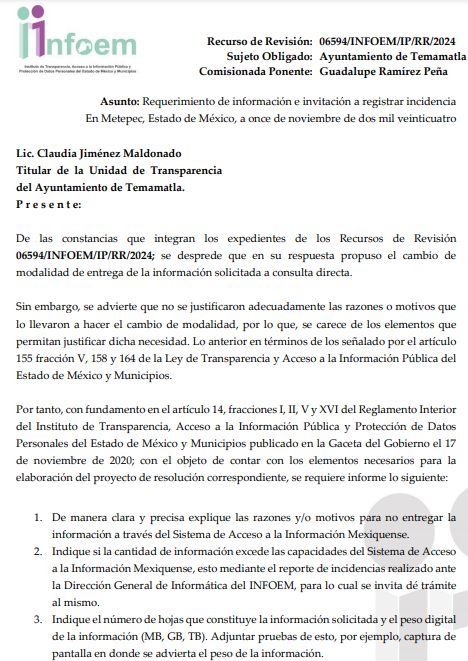 infoem
Instituto de Transparencia, Acceso a la Información Pública y
Protección de Datos Personales del Estado de México y Municipios
Recurso de Revisión: 06594/INFOEM/IP/RR/2024
Sujeto Obligado: Ayuntamiento de Temamatla
Comisionada Ponente: Guadalupe Ramírez Peña
Asunto: Requerimiento de información e invitación a registrar incidencia
En Metepec, Estado de México, a once de noviembre de dos mil veinticuatro
Lic. Claudia Jiménez Maldonado
Titular de la Unidad de Transparencia
del Ayuntamiento de Temamatla.
P r e s e n t e:
De las constancias que integran los expedientes de los Recursos de Revisión
06594/INFOEM/IP/RR/2024; se desprede que en su respuesta propuso el cambio de
modalidad de entrega de la información solicitada a consulta directa.
Sin embargo, se advierte que no se justificaron adecuadamente las razones o motivos que
lo llevaron a hacer el cambio de modalidad, por lo que, se carece de los elementos que
permitan justificar dicha necesidad. Lo anterior en términos de los señalado por el artículo
155 fracción V, 158 y 164 de la Ley de Transparencia y Acceso a la Información Pública del
Estado de México y Municipios.
Por tanto, con fundamento en el artículo 14, fracciones I, II, V y XVI del Reglamento Interior
del Instituto de Transparencia, Acceso a la Información Pública y Protección de Datos
Personales del Estado de México y Municipios publicado en la Gaceta del Gobierno el 17
de noviembre de 2020; con el objeto de contar con los elementos necesarios para la
elaboración del proyecto de resolución correspondiente, se requiere informe lo siguiente:
1. De manera clara y precisa explique las razones y/o motivos para no entregar la
información a través del Sistema de Acceso a la Información Mexiquense.
2. Indique si la cantidad de información excede las capacidades del Sistema de Acceso
a la Información Mexiquense, esto mediante el reporte de incidencias realizado ante
la Dirección General de Informática del INFOEM, para lo cual se invita dé trámite
al mismo.
3. Indique el número de hojas que constituye la información solicitada y el peso digital
de la información (MB, GB, TB). Adjuntar pruebas de esto, por ejemplo, captura de
pantalla en donde se advierta el peso de la información.